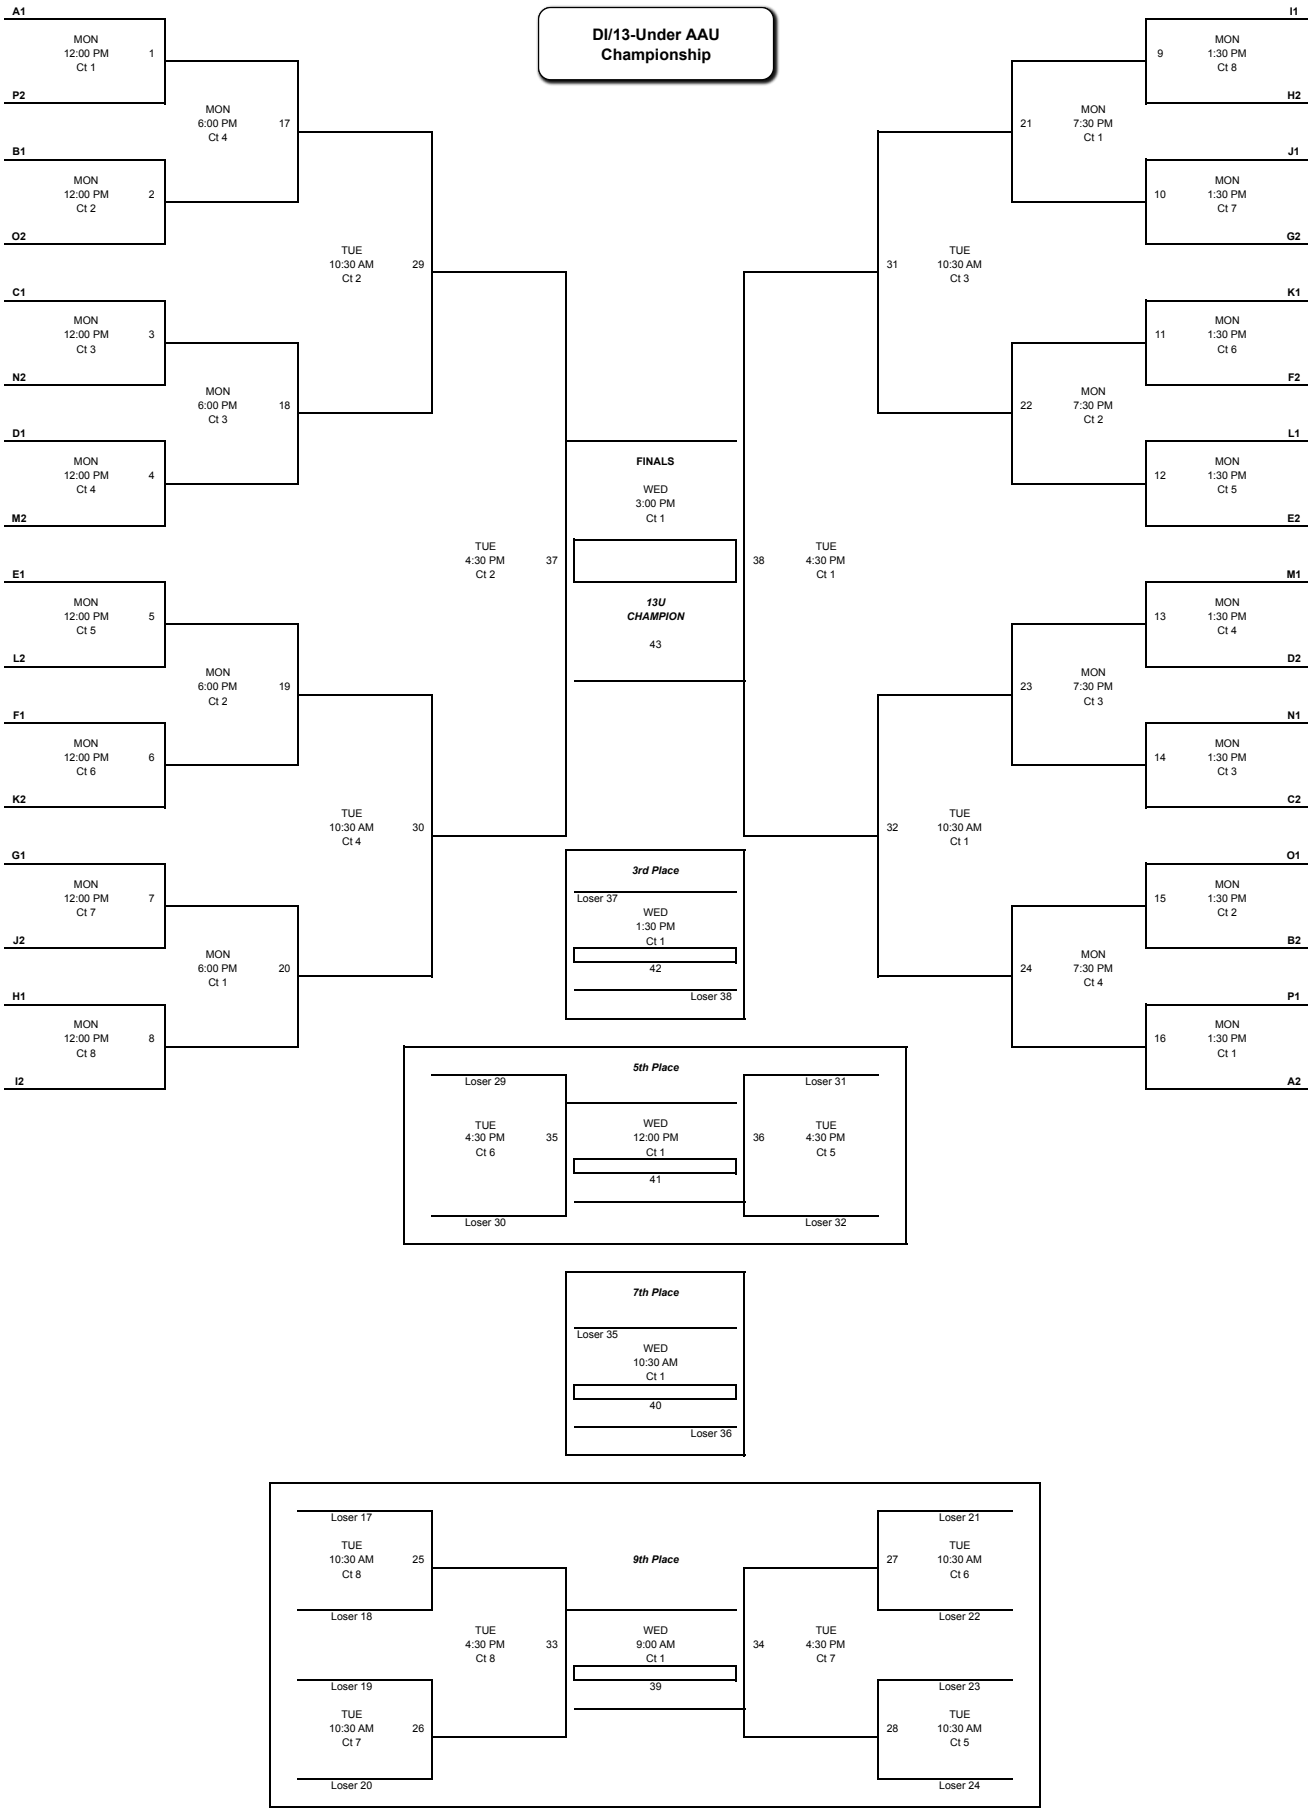 DI/13-Under AAU
Championship
A1
MON
12:00 PM
Ct 1
1
P2
MON
6:00 PM
Ct 4
17
B1
MON
12:00 PM
Ct 2
2
O2
TUE
10:30 AM
Ct 2
29
C1
MON
12:00 PM
Ct 3
3
N2
MON
6:00 PM
Ct 3
18
D1
MON
12:00 PM
Ct 4
4
M2
TUE
4:30 PM
Ct 2
37
E1
MON
12:00 PM
Ct 5
5
L2
MON
6:00 PM
Ct 2
19
F1
MON
12:00 PM
Ct 6
6
K2
TUE
10:30 AM
Ct 4
30
G1
MON
12:00 PM
Ct 7
7
J2
MON
6:00 PM
Ct 1
20
H1
MON
12:00 PM
Ct 8
8
I2
FINALS
WED
3:00 PM
Ct 1
13U
CHAMPION
43
I1
9
MON
1:30 PM
Ct 8
H2
21
MON
7:30 PM
Ct 1
J1
10
MON
1:30 PM
Ct 7
G2
31
TUE
10:30 AM
Ct 3
K1
11
MON
1:30 PM
Ct 6
F2
22
MON
7:30 PM
Ct 2
L1
12
MON
1:30 PM
Ct 5
E2
38
TUE
4:30 PM
Ct 1
M1
13
MON
1:30 PM
Ct 4
D2
23
MON
7:30 PM
Ct 3
N1
14
MON
1:30 PM
Ct 3
C2
32
TUE
10:30 AM
Ct 1
O1
15
MON
1:30 PM
Ct 2
B2
24
MON
7:30 PM
Ct 4
P1
16
MON
1:30 PM
Ct 1
A2
3rd Place
Loser 37
WED
1:30 PM
Ct 1
42
Loser 38
5th Place
Loser 29
TUE
4:30 PM
Ct 6
35
Loser 30
WED
12:00 PM
Ct 1
41
Loser 31
36
TUE
4:30 PM
Ct 5
Loser 32
7th Place
Loser 35
WED
10:30 AM
Ct 1
40
Loser 36
Loser 17
TUE
10:30 AM
Ct 8
25
Loser 18
TUE
4:30 PM
Ct 8
33
Loser 19
TUE
10:30 AM
Ct 7
26
Loser 20
9th Place
WED
9:00 AM
Ct 1
39
Loser 21
27
TUE
10:30 AM
Ct 6
Loser 22
34
TUE
4:30 PM
Ct 7
Loser 23
28
TUE
10:30 AM
Ct 5
Loser 24